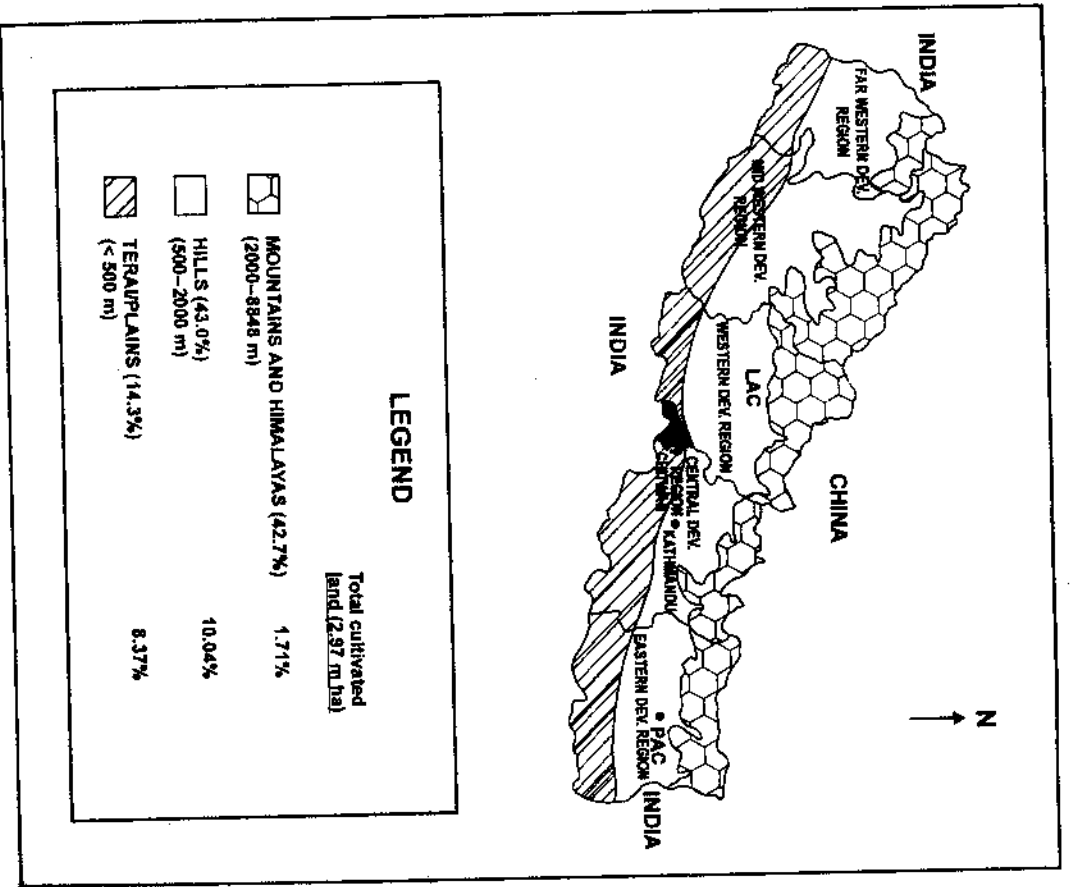 N
INDIA
CHINA
FAR WESTERN DEV.
REGION
MID-WESTERN DEV.
REGION
LAC
WESTERN DEV. REGION
CENTRAL DEV.
REGION
KATHMANDU
CHITWAN
PAC
EASTERN DEV. REGION
INDIA
INDIA
LEGEND
Total cultivated
land (2.97 m ha)
MOUNTAINS AND HIMALAYAS (42.7%) 1.71%
(2000–8848 m)
HILLS (43.0%) 10.04%
(500–2000 m)
TERAI/PLAINS (14.3%) 8.37%
(< 500 m)